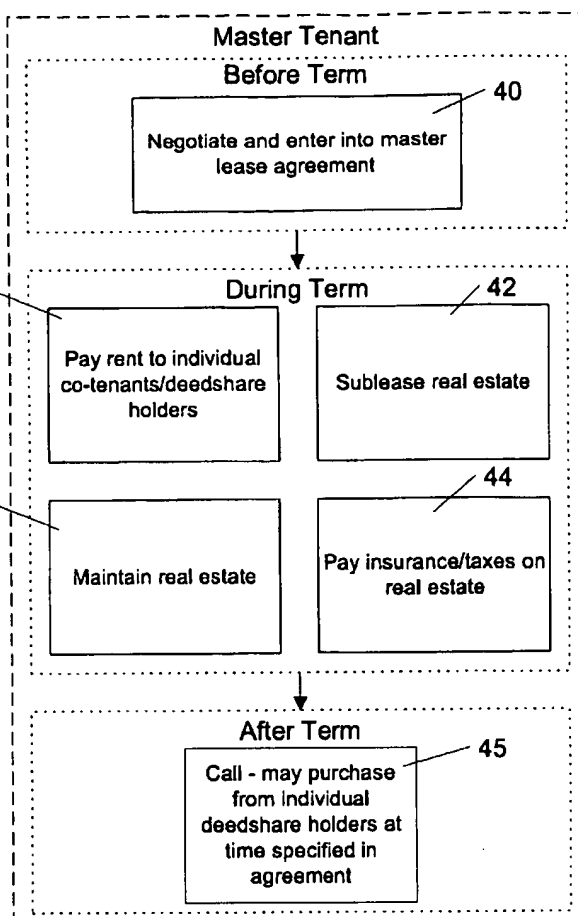 Master Tenant
Before Term
40
Negotiate and enter into master
lease agreement
During Term
42
Pay rent to individual
co-tenants/deedshare
holders
Sublease real estate
44
Maintain real estate
Pay insurance/taxes on
real estate
After Term
45
Call - may purchase
from individual
deedshare holders at
time specified in
agreement